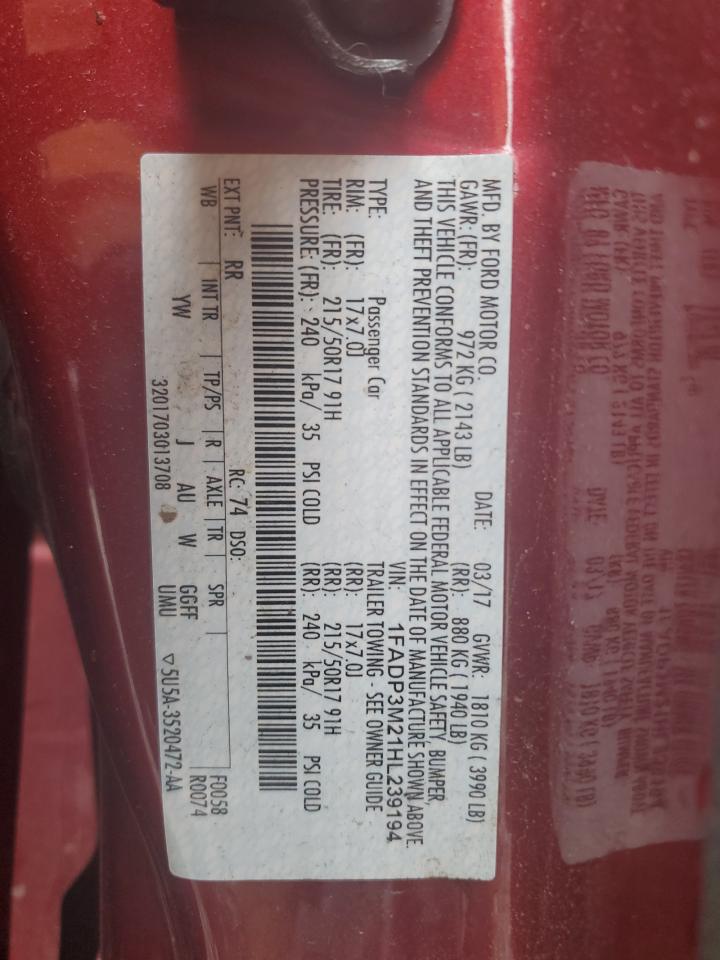 MFD. BY FORD MOTOR CO.
DATE: 03/17 GVWR: 1810 KG ( 3990 LB)
GAWR: (FR): 972 KG ( 2143 LB) (RR): 880 KG ( 1940 LB)
THIS VEHICLE CONFORMS TO ALL APPLICABLE FEDERAL MOTOR VEHICLE SAFETY, BUMPER,
AND THEFT PREVENTION STANDARDS IN EFFECT ON THE DATE OF MANUFACTURE SHOWN ABOVE.
VIN: 1FADP3M21HL239194
TYPE: Passenger Car TRAILER TOWING - SEE OWNER GUIDE
RIM: (FR): 17x7.0J (RR): 17x7.0J
TIRE: (FR): 215/50R17 91H (RR): 215/50R17 91H
PRESSURE: (FR): 240 kPa/ 35 PSI COLD (RR): 240 kPa/ 35 PSI COLD
EXT PNT: RR RC: 74 DSO: F0058
WB | INT TR | TP/PS | R | AXLE | TR | SPR | R0074
YW J AU W GGFF
UMU
3201703013708 ▽5U5A-3520472-AA